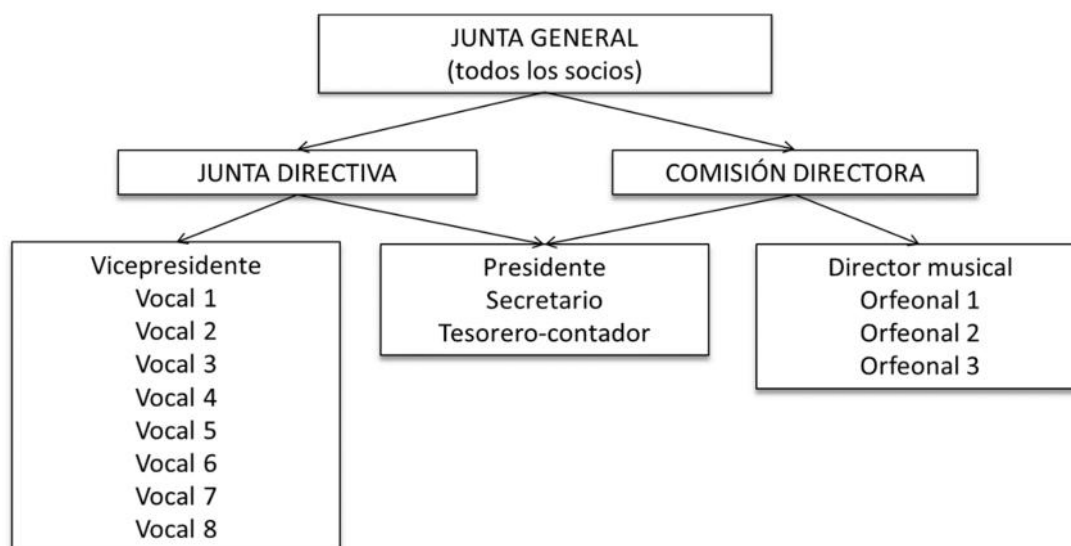 JUNTA GENERAL
(todos los socios)
JUNTA DIRECTIVA
COMISIÓN DIRECTORA
Vicepresidente
Vocal 1
Vocal 2
Vocal 3
Vocal 4
Vocal 5
Vocal 6
Vocal 7
Vocal 8
Presidente
Secretario
Tesorero-contador
Director musical
Orfeonal 1
Orfeonal 2
Orfeonal 3